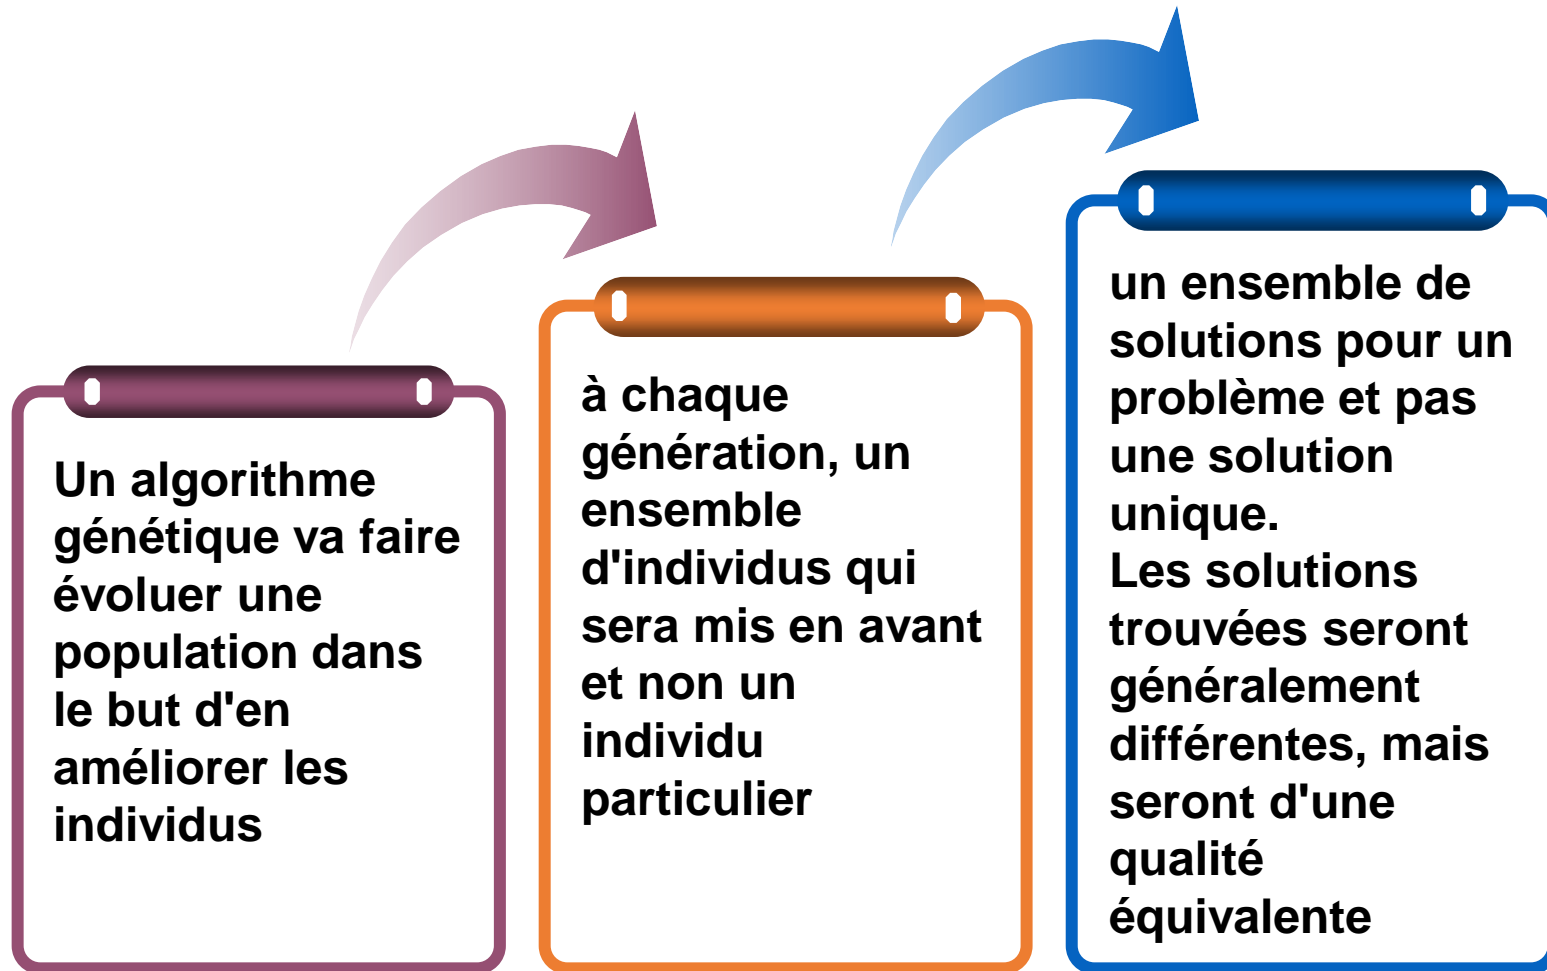 Un algorithme
génétique va faire
évoluer une
population dans
le but d'en
améliorer les
individus
à chaque
génération, un
ensemble
d'individus qui
sera mis en avant
et non un
individu
particulier
un ensemble de
solutions pour un
problème et pas
une solution
unique.
Les solutions
trouvées seront
généralement
différentes, mais
seront d'une
qualité
équivalente